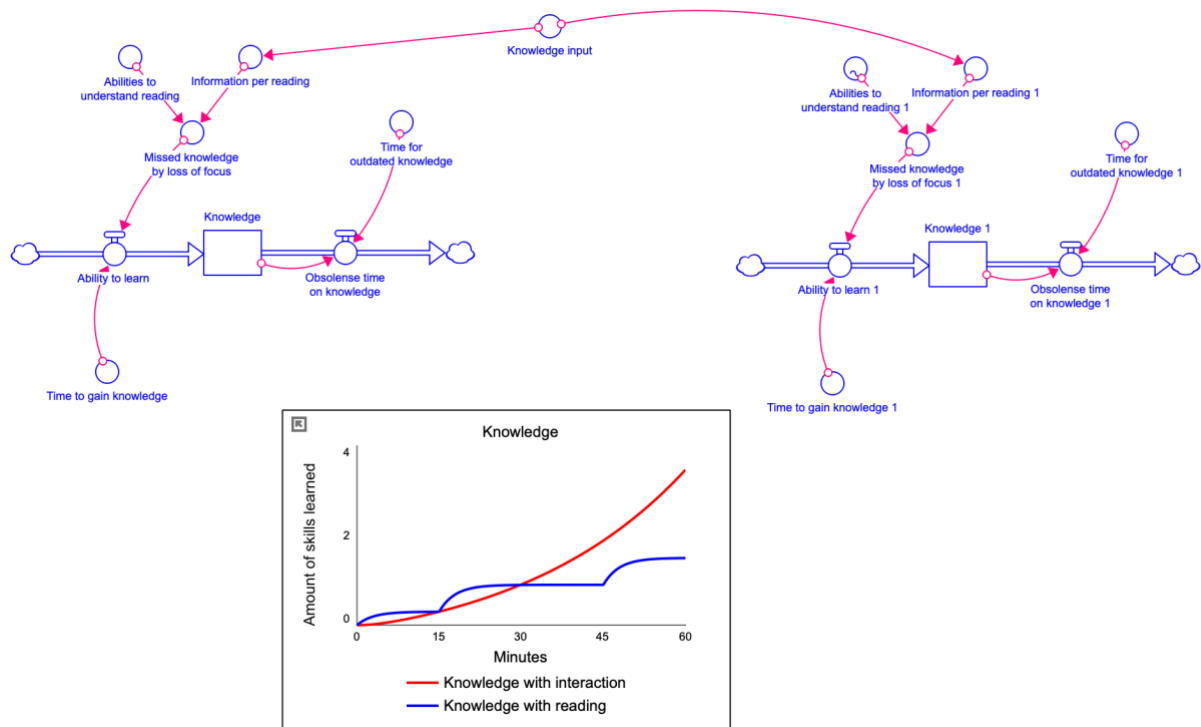 Knowledge input
Abilities to
understand reading
Information per reading
Missed knowledge
by loss of focus
Time for
outdated knowledge
Knowledge
Ability to learn
Obsolense time
on knowledge
Time to gain knowledge
Abilities to
understand reading 1
Information per reading 1
Missed knowledge
by loss of focus 1
Time for
outdated knowledge 1
Knowledge 1
Ability to learn 1
Obsolense time
on knowledge 1
Time to gain knowledge 1
Knowledge
Amount of skills learned
4
2
0
0 15 30 45 60
Minutes
Knowledge with interaction
Knowledge with reading